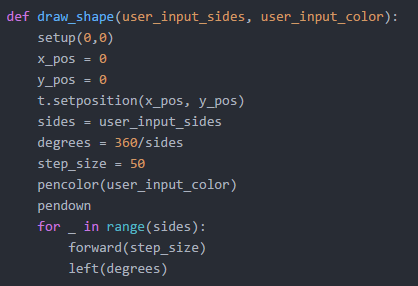 def draw_shape(user_input_sides, user_input_color):
    setup(0,0)
    x_pos = 0
    y_pos = 0
    t.setposition(x_pos, y_pos)
    sides = user_input_sides
    degrees = 360/sides
    step_size = 50
    pencolor(user_input_color)
    pendown
    for _ in range(sides):
        forward(step_size)
        left(degrees)